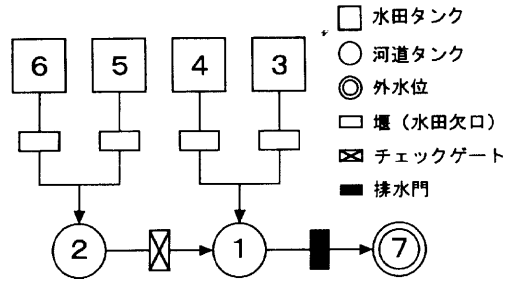 水田タンク
河道タンク
外水位
堰（水田欠口）
チェックゲート
排水門
6 5 4 3
2 1 7